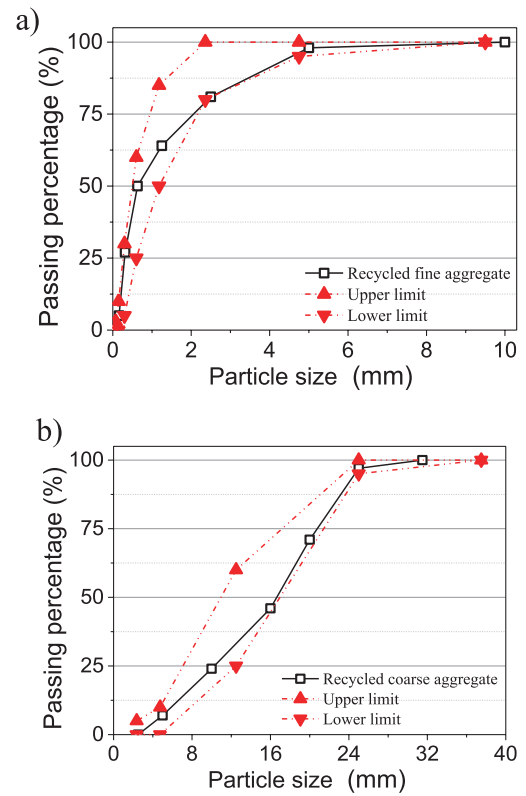 a)
100
75
50
25
0
Passing percentage (%)
Recycled fine aggregate
Upper limit
Lower limit
0 2 4 6 8 10
Particle size (mm)
b)
100
75
50
25
0
Passing percentage (%)
Recycled coarse aggregate
Upper limit
Lower limit
0 8 16 24 32 40
Particle size (mm)